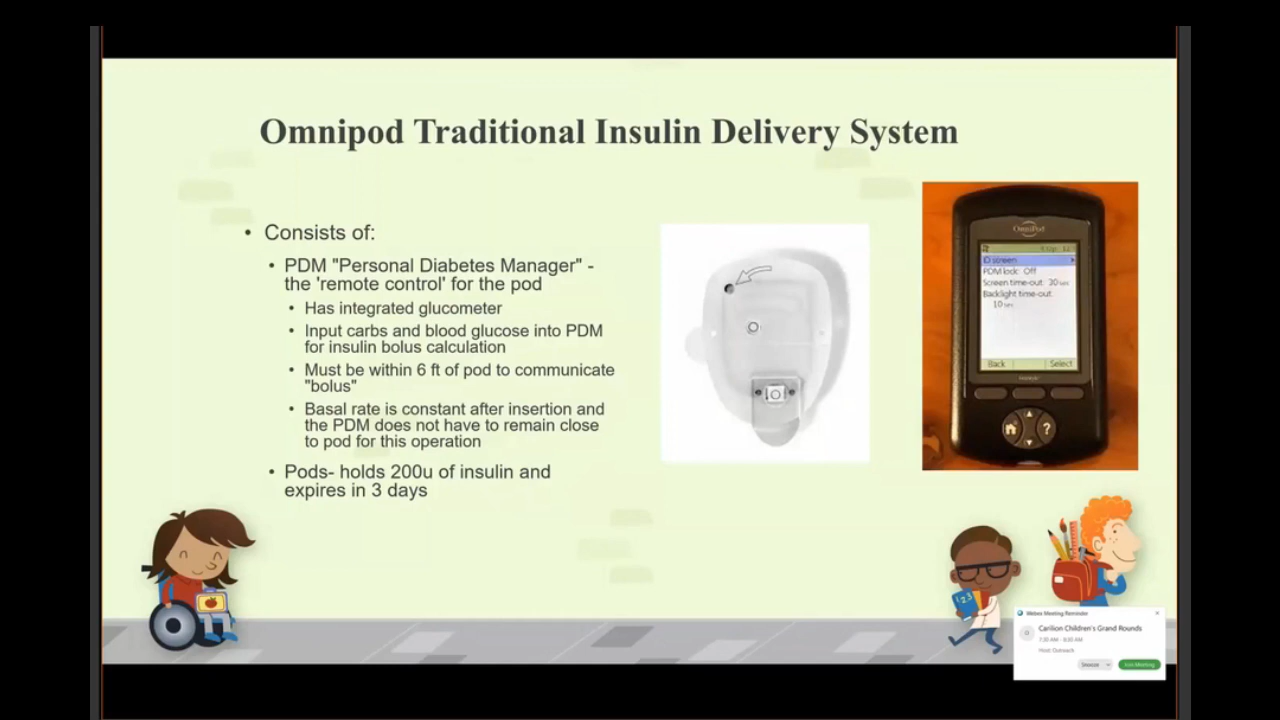 Omnipod Traditional Insulin Delivery System
• Consists of:
• PDM "Personal Diabetes Manager" -
the 'remote control' for the pod
• Has integrated glucometer
• Input carbs and blood glucose into PDM
for insulin bolus calculation
• Must be within 6 ft of pod to communicate
"bolus"
• Basal rate is constant after insertion and
the PDM does not have to remain close
to pod for this operation
• Pods- holds 200u of insulin and
expires in 3 days
OmniPod
ID screen
PDM lock: Off
Screen time-out: 30 sec
Backlight time-out:
10 sec
Back Select
?
1 2 3
Webex Meeting Reminder
Carilion Children's Grand Rounds
7:30 AM - 8:30 AM
Host: Outreach
Snooze
Join Meeting